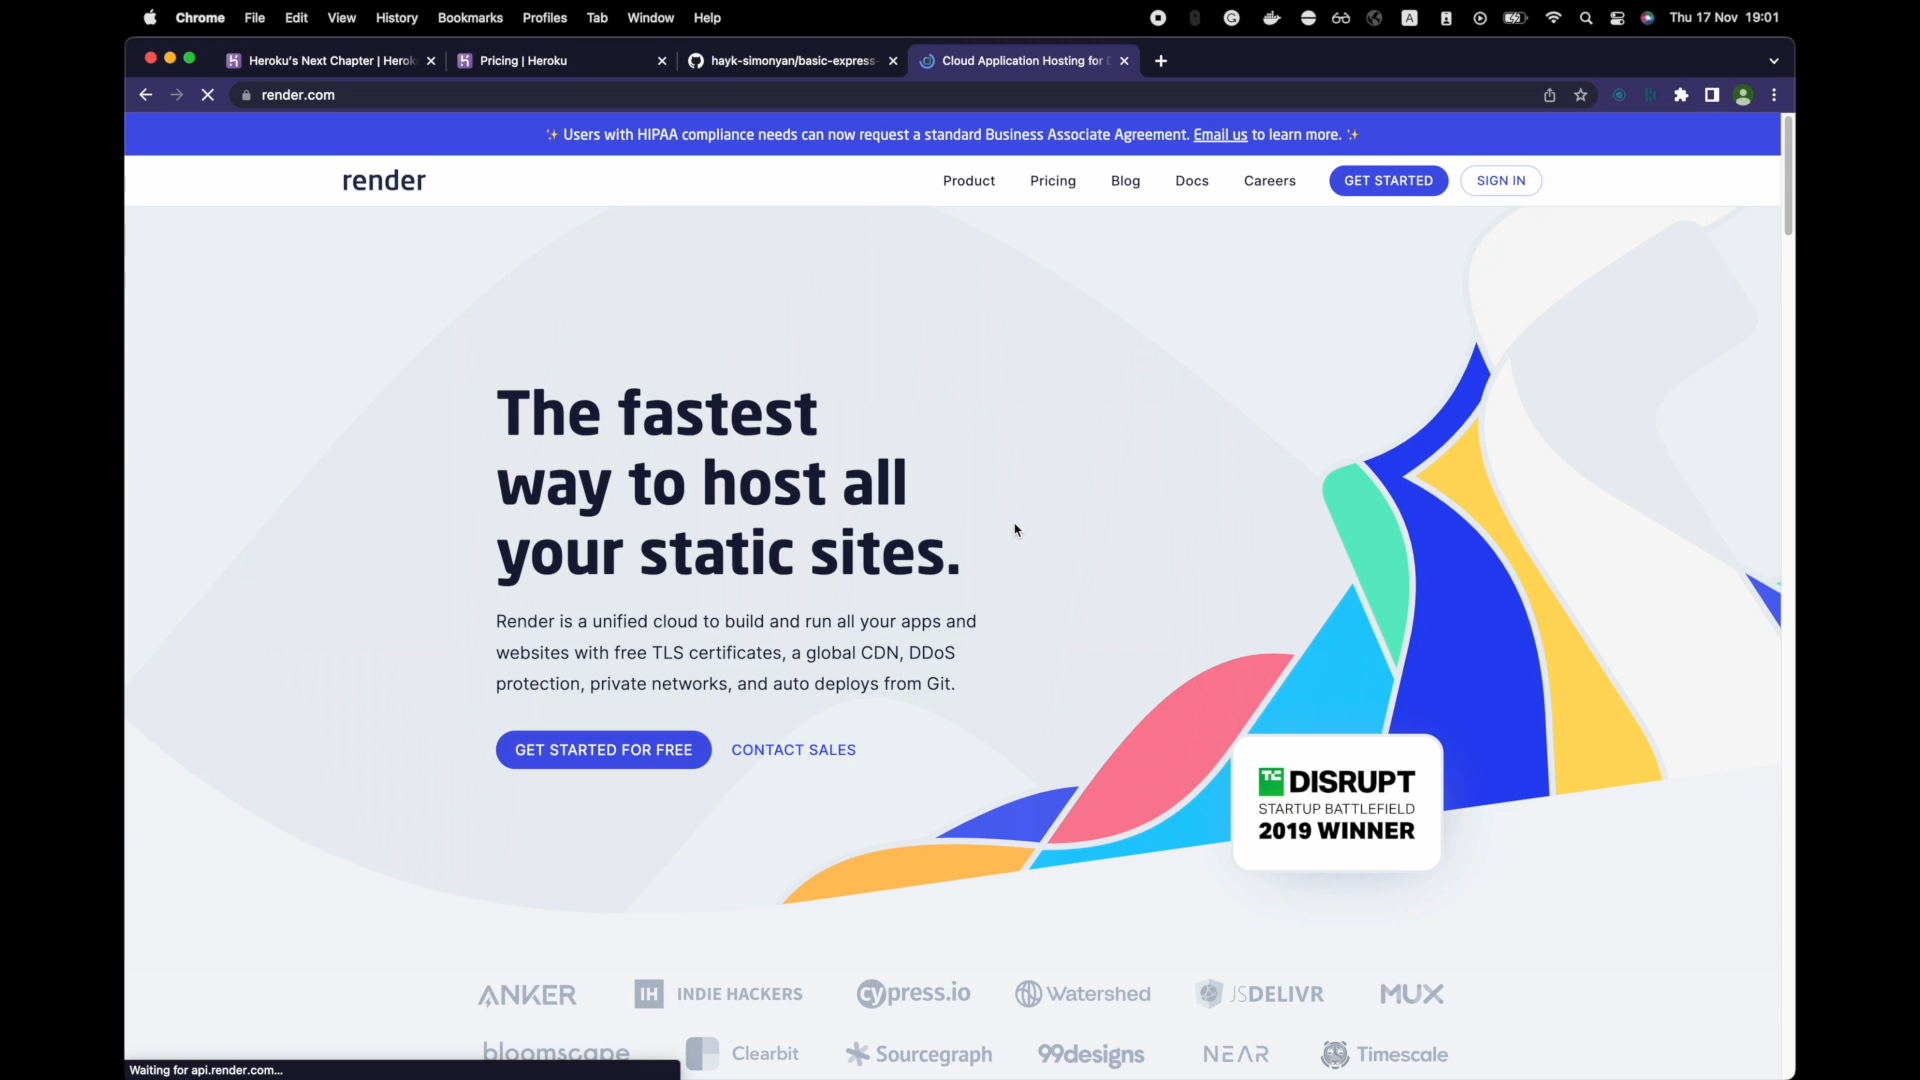 Chrome File Edit View History Bookmarks Profiles Tab Window Help
A
Thu 17 Nov 19:01
Heroku's Next Chapter | Herok
Pricing | Heroku
hayk-simonyan/basic-express-
Cloud Application Hosting for
render.com
✨ Users with HIPAA compliance needs can now request a standard Business Associate Agreement. Email us to learn more. ✨
render
Product Pricing Blog Docs Careers GET STARTED SIGN IN
The fastest
way to host all
your static sites.
Render is a unified cloud to build and run all your apps and
websites with free TLS certificates, a global CDN, DDoS
protection, private networks, and auto deploys from Git.
GET STARTED FOR FREE CONTACT SALES
TC DISRUPT
STARTUP BATTLEFIELD
2019 WINNER
ANKER IH INDIE HACKERS cypress.io Watershed JSDELIVR MUX
bloomscape Clearbit Sourcegraph 99designs NEAR Timescale
Waiting for api.render.com...